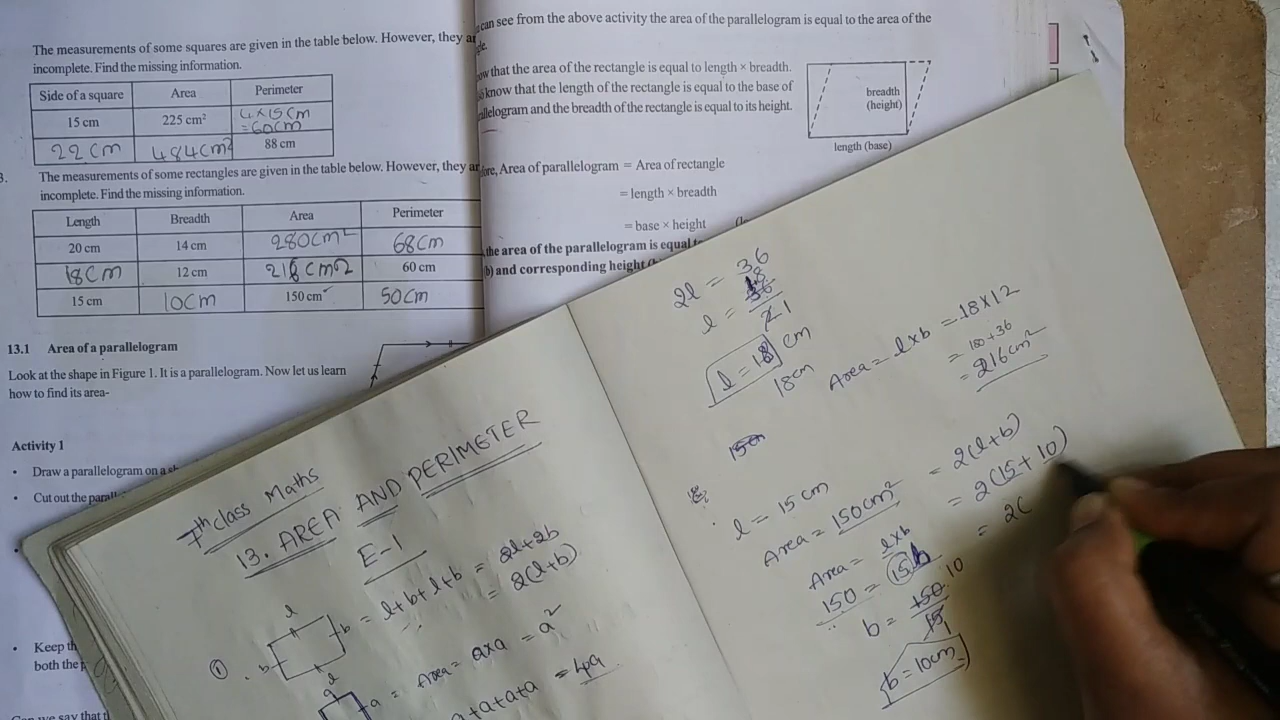 The measurements of some squares are given in the table below. However, they ar
incomplete. Find the missing information.
Side of a square Area Perimeter
15 cm 225 cm² 4×15cm
=60cm
22cm 484cm² 88 cm
3. The measurements of some rectangles are given in the table below. However, they ar
incomplete. Find the missing information.
Length Breadth Area Perimeter
20 cm 14 cm 280cm² 68cm
18cm 12 cm 216cm² 60 cm
15 cm 10cm 150 cm² 50cm
13.1 Area of a parallelogram
Look at the shape in Figure 1. It is a parallelogram. Now let us learn
how to find its area-
Activity 1
• Draw a parallelogram on a
• Cut out the
• Keep
both the
can see from the above activity the area of the parallelogram is equal to the area of the
that the area of the rectangle is equal to length × breadth.
know that the length of the rectangle is equal to the base of
and the breadth of the rectangle is equal to its height.
breadth
(height)
length (base)
Area of parallelogram = Area of rectangle
= length × breadth
= base × height
the area of the parallelogram is equal
and corresponding height
7th class Maths
13. AREA AND PERIMETER
E-1
① l b l b = l+b+l+b = 2l+2b
= 2(l+b)
a a = Area = a×a = a²
+a+a+a = 4a
2l = 36
l = 36 18
2 1
l = 18 cm
18cm
Area = l×b = 18×12
= 180+36
= 216cm²
l = 15 cm
Area = 150cm²
Area = l×b
150 = 15b
b = 150 10
15 1
b = 10cm
= 2(l+b)
= 2(15+10)
= 2(